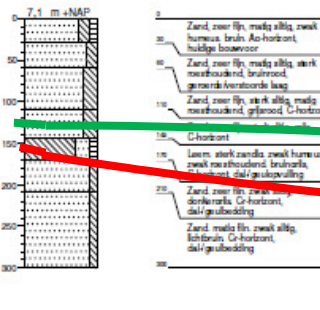 7,1 m +NAP
0
50
100
150
200
250
300
0
Zand, zeer fijn, matig siltig, zwak
humeus, bruin, Ao-horizont,
huidige bouwvoor
30
60
Zand, zeer fijn, matig siltig, sterk
roesthoudend, bruinrood,
geroerde/verstoorde laag
110
Zand, zeer fijn, sterk siltig, matig
roesthoudend, grijsrood, C-horizont
C-horizont
Leem, sterk zandig, zwak humeus,
zwak roesthoudend, bruingrijs,
dal-/geulopvulling
210
Zand, zeer fijn, zwak siltig,
donkergrijs, Cr-horizont,
dal-/geulbedding
Zand, matig fijn, zwak siltig,
lichtbruin, Cr-horizont,
dal-/geulbedding
300